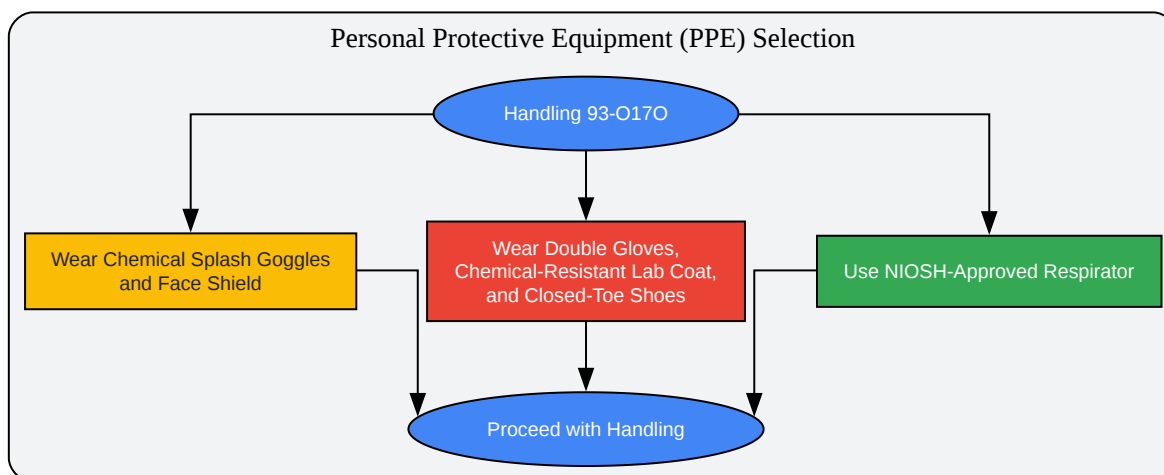 Personal Protective Equipment (PPE) Selection
Handling 93-O17O
Wear Chemical Splash Goggles
and Face Shield
Wear Double Gloves,
Chemical-Resistant Lab Coat,
and Closed-Toe Shoes
Use NIOSH-Approved Respirator
Proceed with Handling